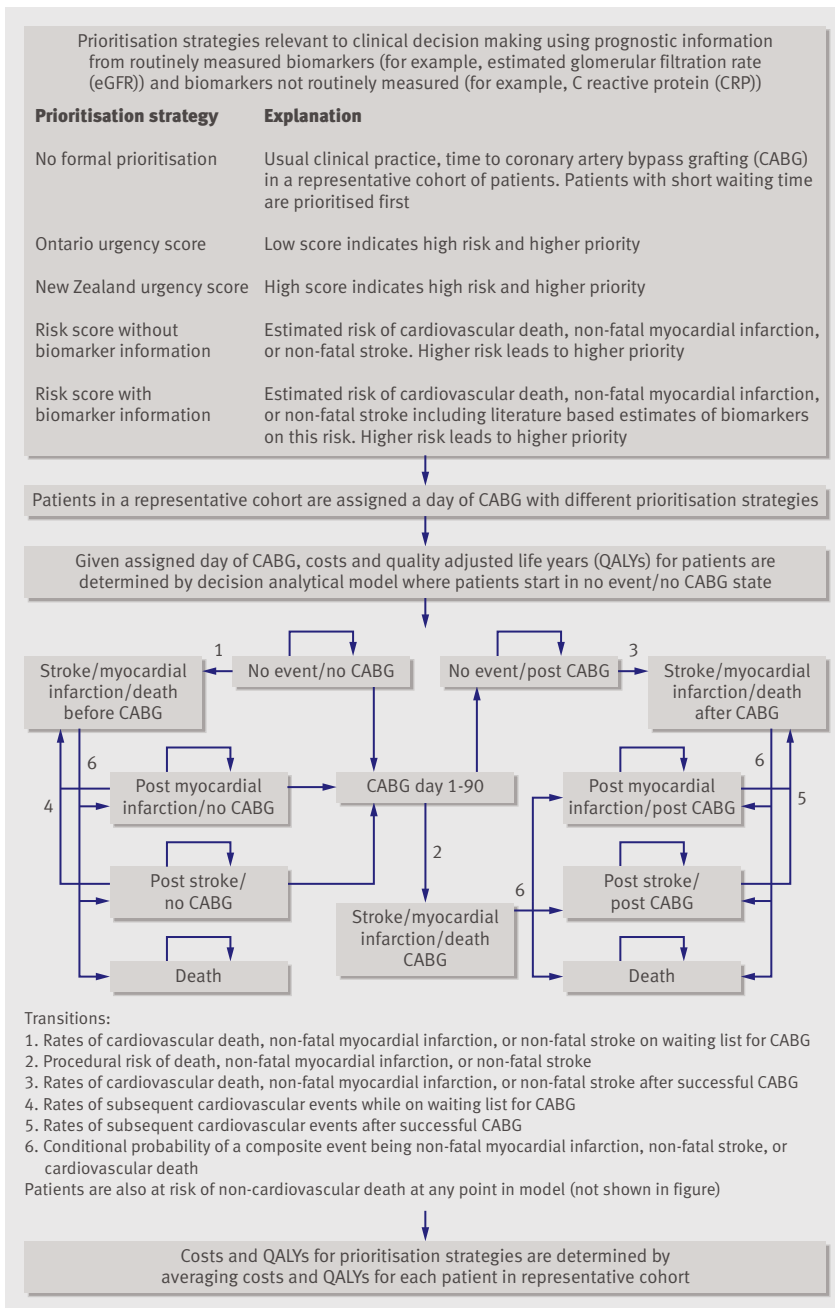 Prioritisation strategies relevant to clinical decision making using prognostic information
from routinely measured biomarkers (for example, estimated glomerular filtration rate
(eGFR)) and biomarkers not routinely measured (for example, C reactive protein (CRP))
Prioritisation strategy Explanation
No formal prioritisation Usual clinical practice, time to coronary artery bypass grafting (CABG)
in a representative cohort of patients. Patients with short waiting time
are prioritised first
Ontario urgency score Low score indicates high risk and higher priority
New Zealand urgency score High score indicates high risk and higher priority
Risk score without Estimated risk of cardiovascular death, non-fatal myocardial infarction,
biomarker information or non-fatal stroke. Higher risk leads to higher priority
Risk score with Estimated risk of cardiovascular death, non-fatal myocardial infarction,
biomarker information or non-fatal stroke including literature based estimates of biomarkers
on this risk. Higher risk leads to higher priority
Patients in a representative cohort are assigned a day of CABG with different prioritisation strategies
Given assigned day of CABG, costs and quality adjusted life years (QALYs) for patients are
determined by decision analytical model where patients start in no event/no CABG state
Stroke/myocardial
infarction/death
before CABG
1
No event/no CABG
No event/post CABG
3
Stroke/myocardial
infarction/death
after CABG
6
4
Post myocardial
infarction/no CABG
CABG day 1-90
Post myocardial
infarction/post CABG
6
5
Post stroke/
no CABG
2
6
Post stroke/
post CABG
Stroke/myocardial
infarction/death
CABG
Death
Death
Transitions:
1. Rates of cardiovascular death, non-fatal myocardial infarction, or non-fatal stroke on waiting list for CABG
2. Procedural risk of death, non-fatal myocardial infarction, or non-fatal stroke
3. Rates of cardiovascular death, non-fatal myocardial infarction, or non-fatal stroke after successful CABG
4. Rates of subsequent cardiovascular events while on waiting list for CABG
5. Rates of subsequent cardiovascular events after successful CABG
6. Conditional probability of a composite event being non-fatal myocardial infarction, non-fatal stroke, or
cardiovascular death
Patients are also at risk of non-cardiovascular death at any point in model (not shown in figure)
Costs and QALYs for prioritisation strategies are determined by
averaging costs and QALYs for each patient in representative cohort